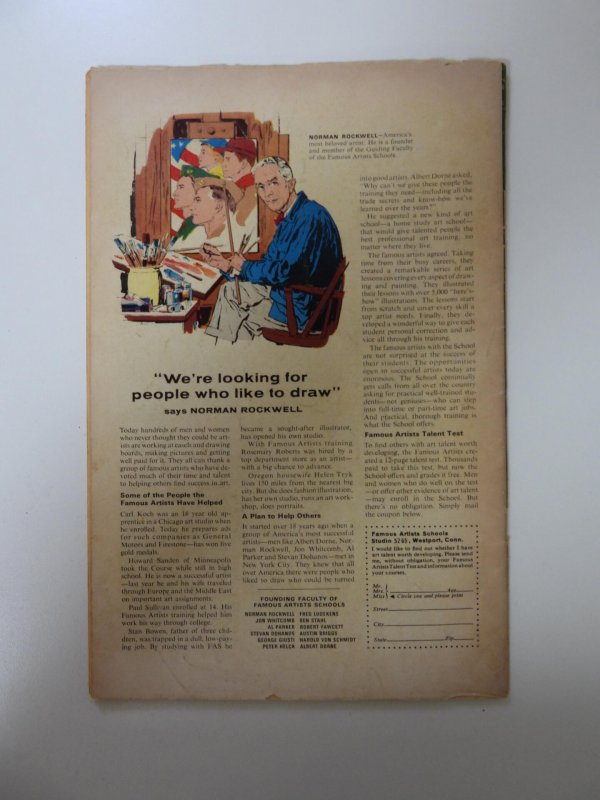 NORMAN ROCKWELL—America's
most beloved artist. He is a founder
and member of the Guiding Faculty
of the Famous Artists Schools.
"We're looking for
people who like to draw"
says NORMAN ROCKWELL
Today hundreds of men and women
who never thought they could be art-
ists are working at easels and drawing
boards, making pictures and getting
well paid for it. They all can thank a
group of famous artists who have de-
voted much of their time and talent
to helping others find success in art.
Some of the People the
Famous Artists Have Helped
Carl Koch was an 18 year old ap-
prentice in a Chicago art studio when
he enrolled. Today he prepares ads
for such companies as General
Motors and Firestone—has won five
gold medals.
Howard Sanden of Minneapolis
took the Course while still in high
school. He is now a successful artist
—last year he and his wife traveled
through Europe and the Middle East
on important art assignments.
Paul Sullivan enrolled at 14. His
Famous Artists training helped him
work his way through college.
Stan Bowen, father of three chil-
dren, was trapped in a dull, low-pay-
ing job. By studying with FAS he
became a sought-after illustrator,
has opened his own studio.
With Famous Artists training,
Rosemary Roberts was hired by a
top department store as an artist—
with a big chance to advance.
Oregon housewife Helen Tryk
lives 150 miles from the nearest big
city. But she does fashion illustration,
has her own studio, runs an art work-
shop, does portraits.
A Plan to Help Others
It started over 18 years ago when a
group of America's most successful
artists—men like Albert Dorne, Nor-
man Rockwell, Jon Whitcomb, Al
Parker and Stevan Dohanos—met in
New York City. They knew that all
over America there were people who
liked to draw who could be turned
into good artists. Albert Dorne asked,
"Why can't we give these people the
training they need—including all the
trade secrets and know-how we've
learned over the years?"
He suggested a new kind of art
school—a home study art school—
that would give talented people the
best professional art training, no
matter where they live.
The famous artists agreed. Taking
time from their busy careers, they
created a remarkable series of art
lessons covering every aspect of draw-
ing and painting. They illustrated
their lessons with over 5,000 "here's-
how" illustrations. The lessons start
from scratch and cover every skill a
top artist needs. Finally, they de-
veloped a wonderful way to give each
student personal correction and ad-
vice all through his training.
The famous artists with the School
are not surprised at the success of
their students. The opportunities
open to successful artists today are
enormous. The School continually
gets calls from all over the country
asking for practical well-trained stu-
dents—not geniuses—who can step
into full-time or part-time art jobs.
And practical, thorough training is
what the School offers.
Famous Artists Talent Test
To find others with art talent worth
developing, the Famous Artists cre-
ated a 12-page talent test. Thousands
paid to take this test, but now the
School offers and grades it free. Men
and women who do well on the test
—or offer other evidence of art talent
—may enroll in the School. But
there's no obligation. Simply mail
the coupon below.
FOUNDING FACULTY OF
FAMOUS ARTISTS SCHOOLS
NORMAN ROCKWELL FRED LUDEKENS
JON WHITCOMB BEN STAHL
AL PARKER ROBERT FAWCETT
STEVAN DOHANOS AUSTIN BRIGGS
GEORGE GIUSTI HAROLD VON SCHMIDT
PETER HELCK ALBERT DORNE
Famous Artists Schools
Studio 5765, Westport, Conn.
I would like to find out whether I have
art talent worth developing. Please send
me, without obligation, your Famous
Artists Talent Test and information about
your courses.
Mr.
Mrs. Age
Miss Circle one and please print
Street
City
State Zip